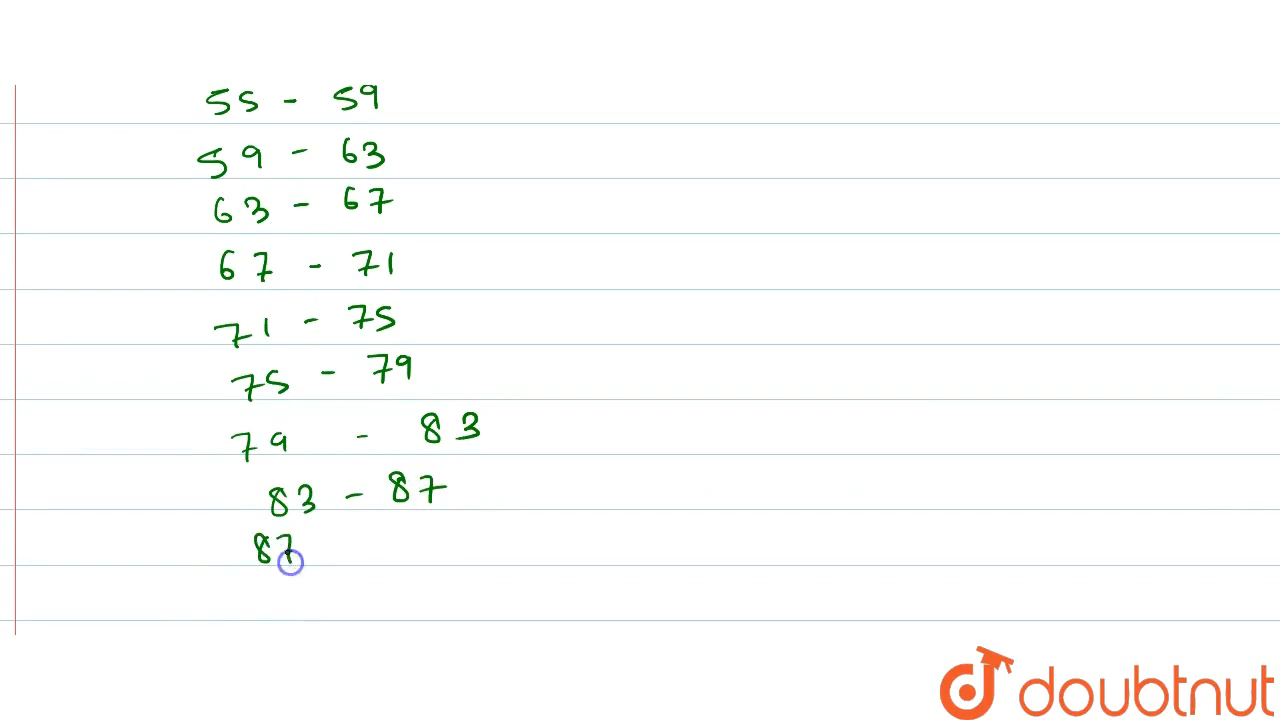 55 - 59
59 - 63
63 - 67
67 - 71
71 - 75
75 - 79
79 - 83
83 - 87
87
doubtnut